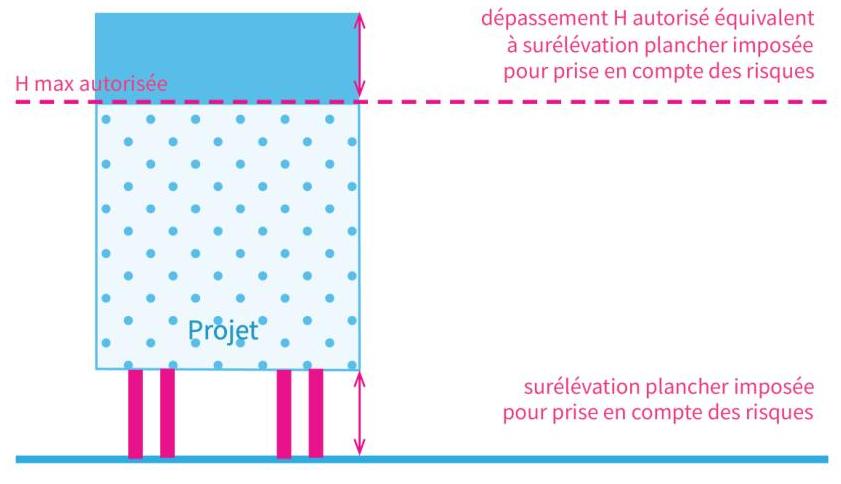 dépassement H autorisé équivalent
à surélévation plancher imposée
pour prise en compte des risques
H max autorisée
Projet
surélévation plancher imposée
pour prise en compte des risques